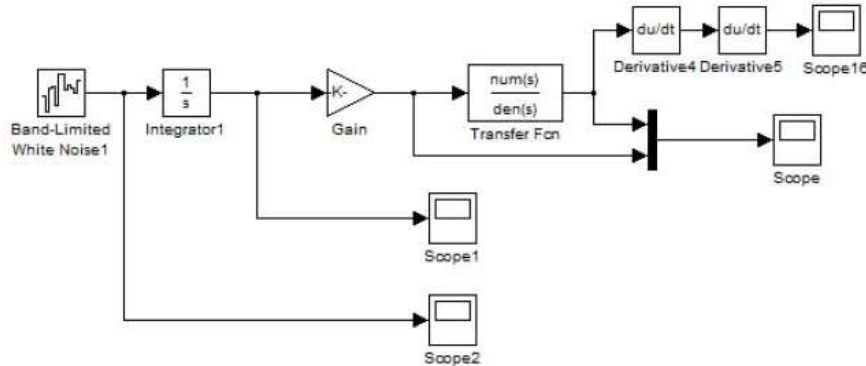 du/dt
du/dt
Derivative4
Derivative5
Scope16
1
s
-K-
num(s)
den(s)
Band-Limited
White Noise1
Integrator1
Gain
Transfer Fcn
Scope
Scope1
Scope2